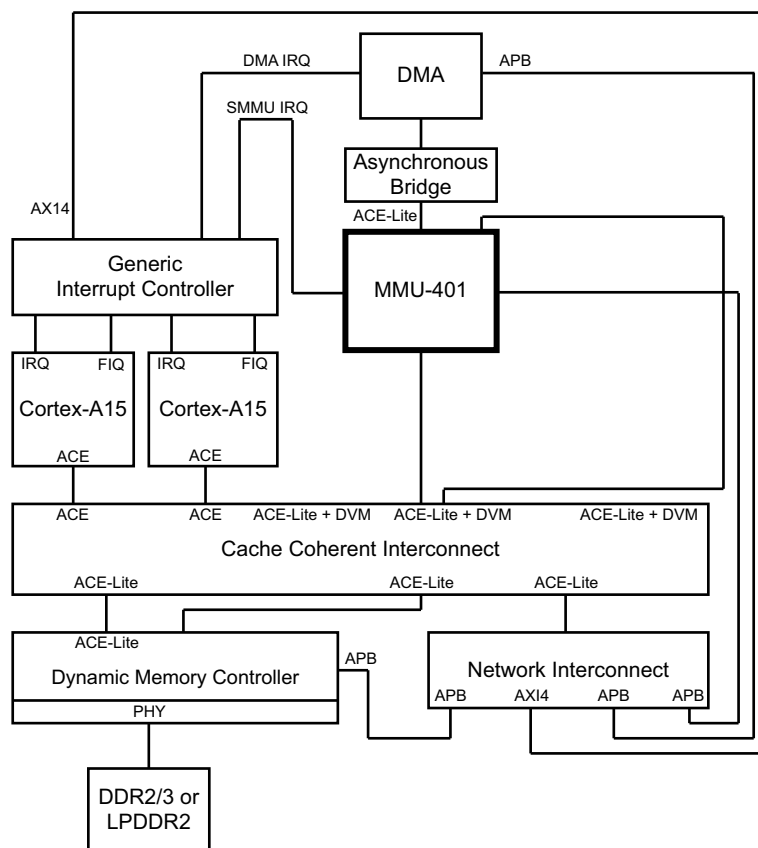 DMA IRQ
DMA
APB
SMMU IRQ
Asynchronous
Bridge
AX14
ACE-Lite
Generic
Interrupt Controller
MMU-401
IRQ
FIQ
IRQ
FIQ
Cortex-A15
Cortex-A15
ACE
ACE
ACE
ACE
ACE-Lite + DVM
ACE-Lite + DVM
ACE-Lite + DVM
Cache Coherent Interconnect
ACE-Lite
ACE-Lite
ACE-Lite
ACE-Lite
Dynamic Memory Controller
APB
Network Interconnect
APB
AXI4
APB
APB
PHY
DDR2/3 or
LPDDR2